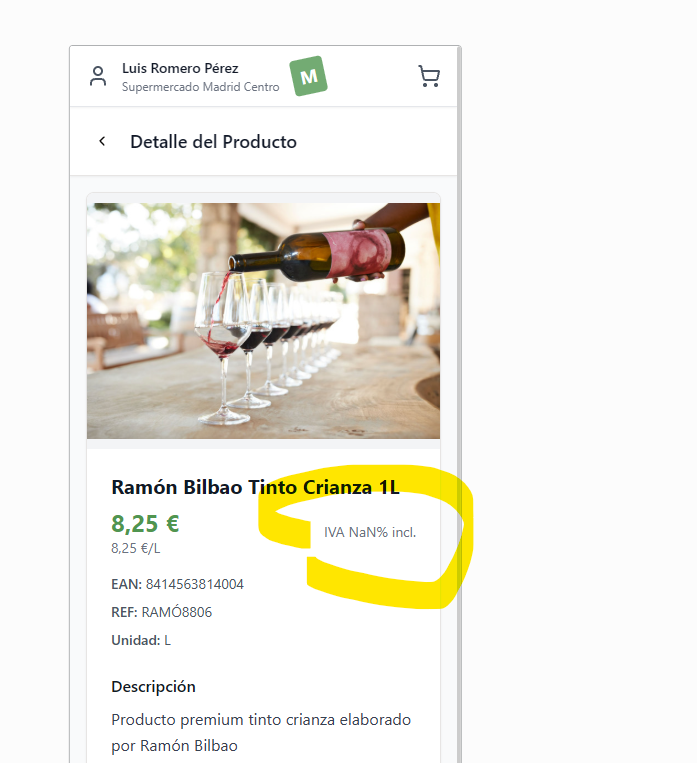 Luis Romero Pérez
Supermercado Madrid Centro
M
Detalle del Producto
Ramón Bilbao Tinto Crianza 1L
8,25 €
IVA NaN% incl.
8,25 €/L
EAN: 8414563814004
REF: RAMÓ8806
Unidad: L
Descripción
Producto premium tinto crianza elaborado
por Ramón Bilbao